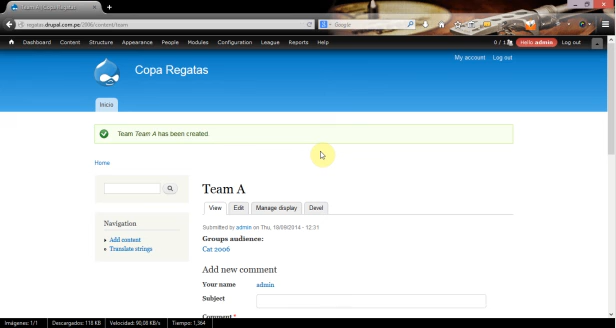 Team A | Copa Regatas
regatas.drupal.com.pe:2006/content/team
Google
Dashboard Content Structure Appearance People Modules Configuration League Reports Help
0 / 1 Hello admin Log out
My account Log out
Copa Regatas
Inicio
Team Team A has been created.
Home
Team A
View Edit Manage display Devel
Navigation
Add content
Translate strings
Submitted by admin on Thu, 18/09/2014 - 12:31
Groups audience:
Cat 2006
Add new comment
Your name admin
Subject
Comment *
Imágenes: 1/1 Descargados: 118 KB Velocidad: 90,06 KB/s Tiempo: 1,364